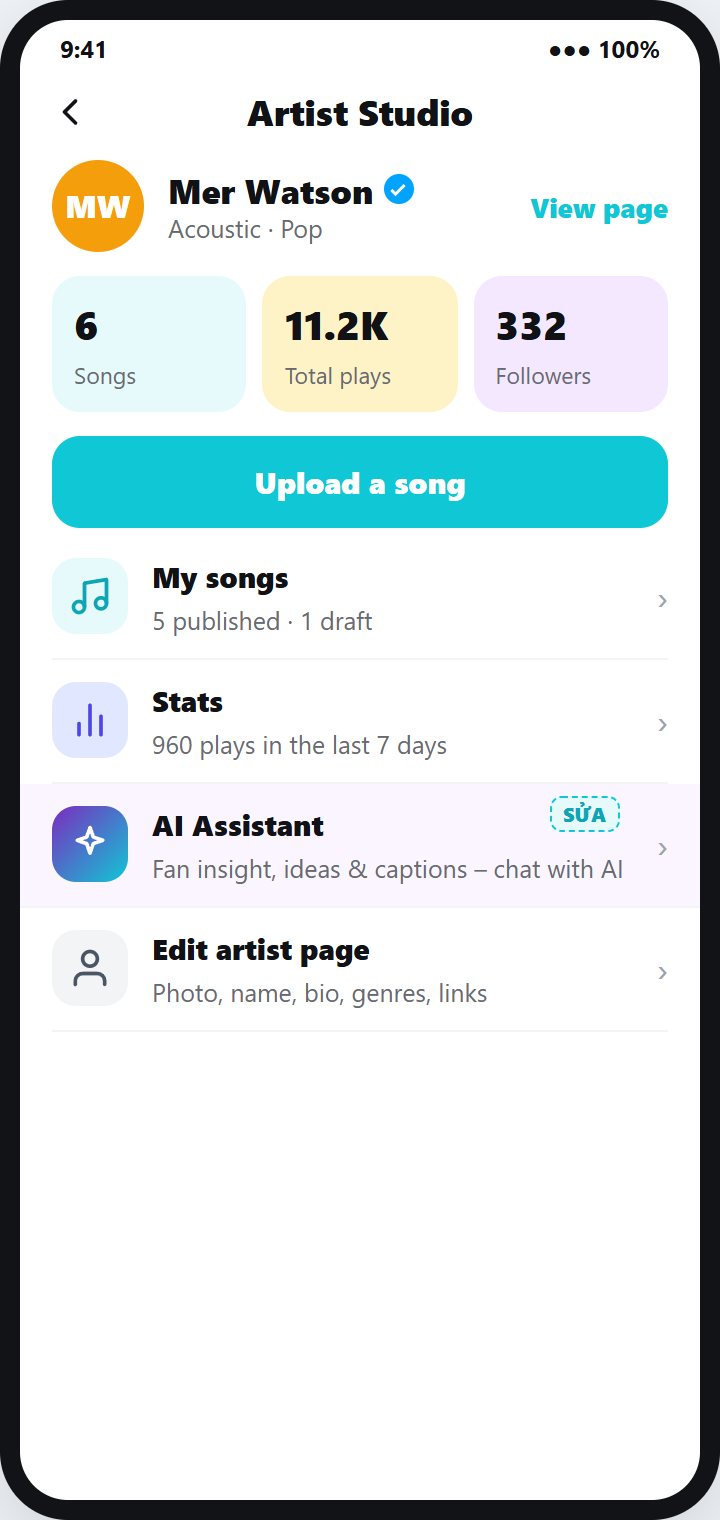 9:41 ●●● 100%
Artist Studio
MW
Mer Watson
Acoustic · Pop
View page
6
Songs
11.2K
Total plays
332
Followers
Upload a song
My songs
5 published · 1 draft
Stats
960 plays in the last 7 days
AI Assistant
SỬA
Fan insight, ideas & captions – chat with AI
Edit artist page
Photo, name, bio, genres, links